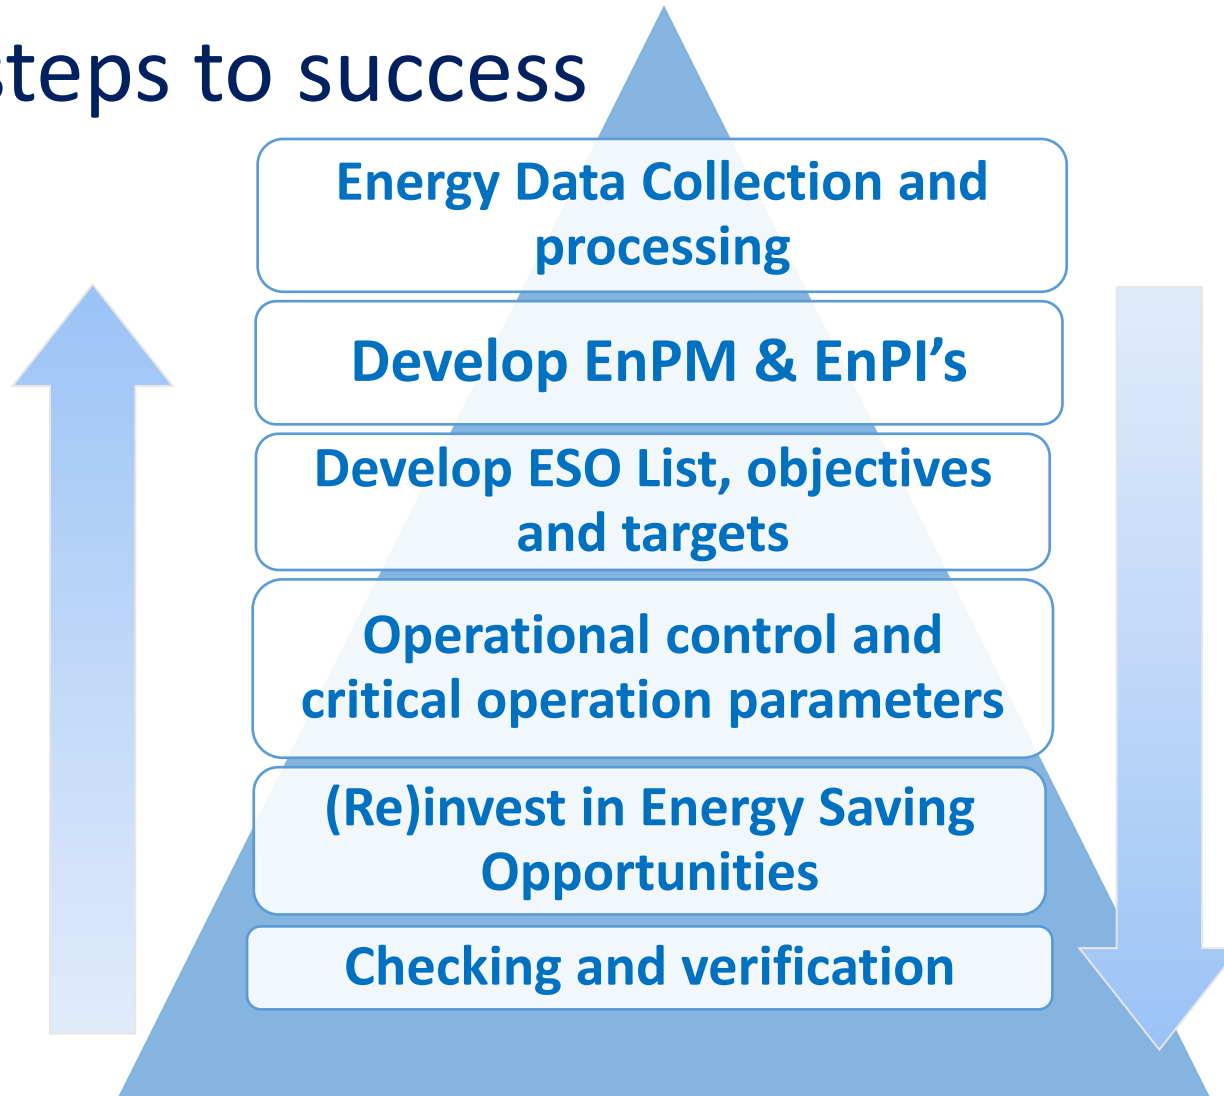 steps to success
Energy Data Collection and
processing
Develop EnPM & EnPI’s
Develop ESO List, objectives
and targets
Operational control and
critical operation parameters
(Re)invest in Energy Saving
Opportunities
Checking and verification